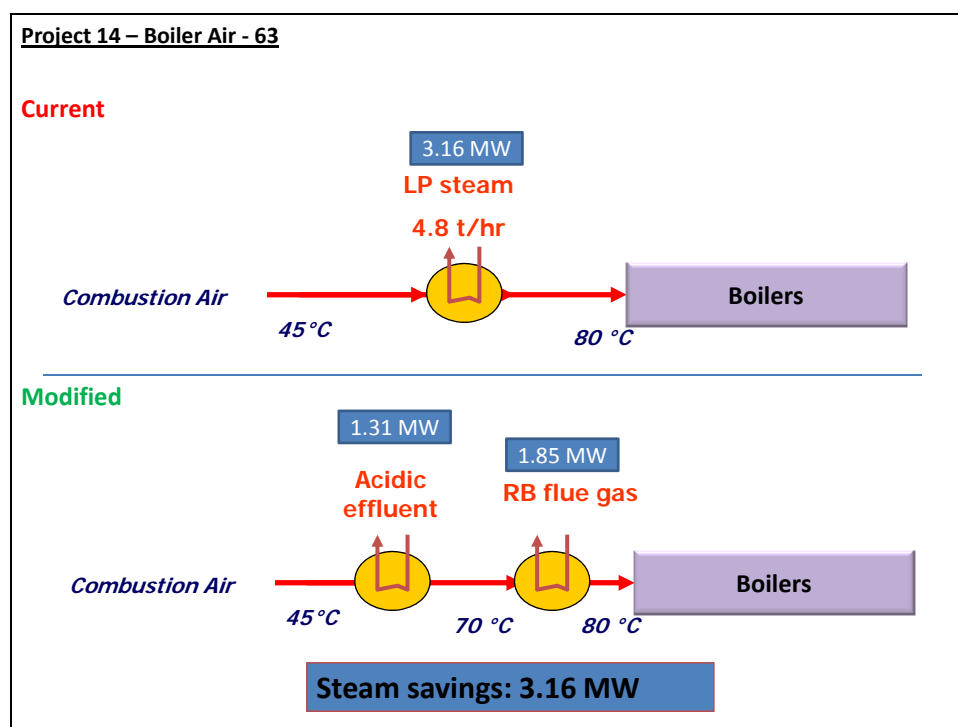 Project 14 – Boiler Air - 63
Current
3.16 MW
LP steam
4.8 t/hr
Combustion Air
Boilers
45°C
80 °C
Modified
1.31 MW
1.85 MW
Acidic
effluent
RB flue gas
Combustion Air
Boilers
45°C
70 °C
80 °C
Steam savings: 3.16 MW